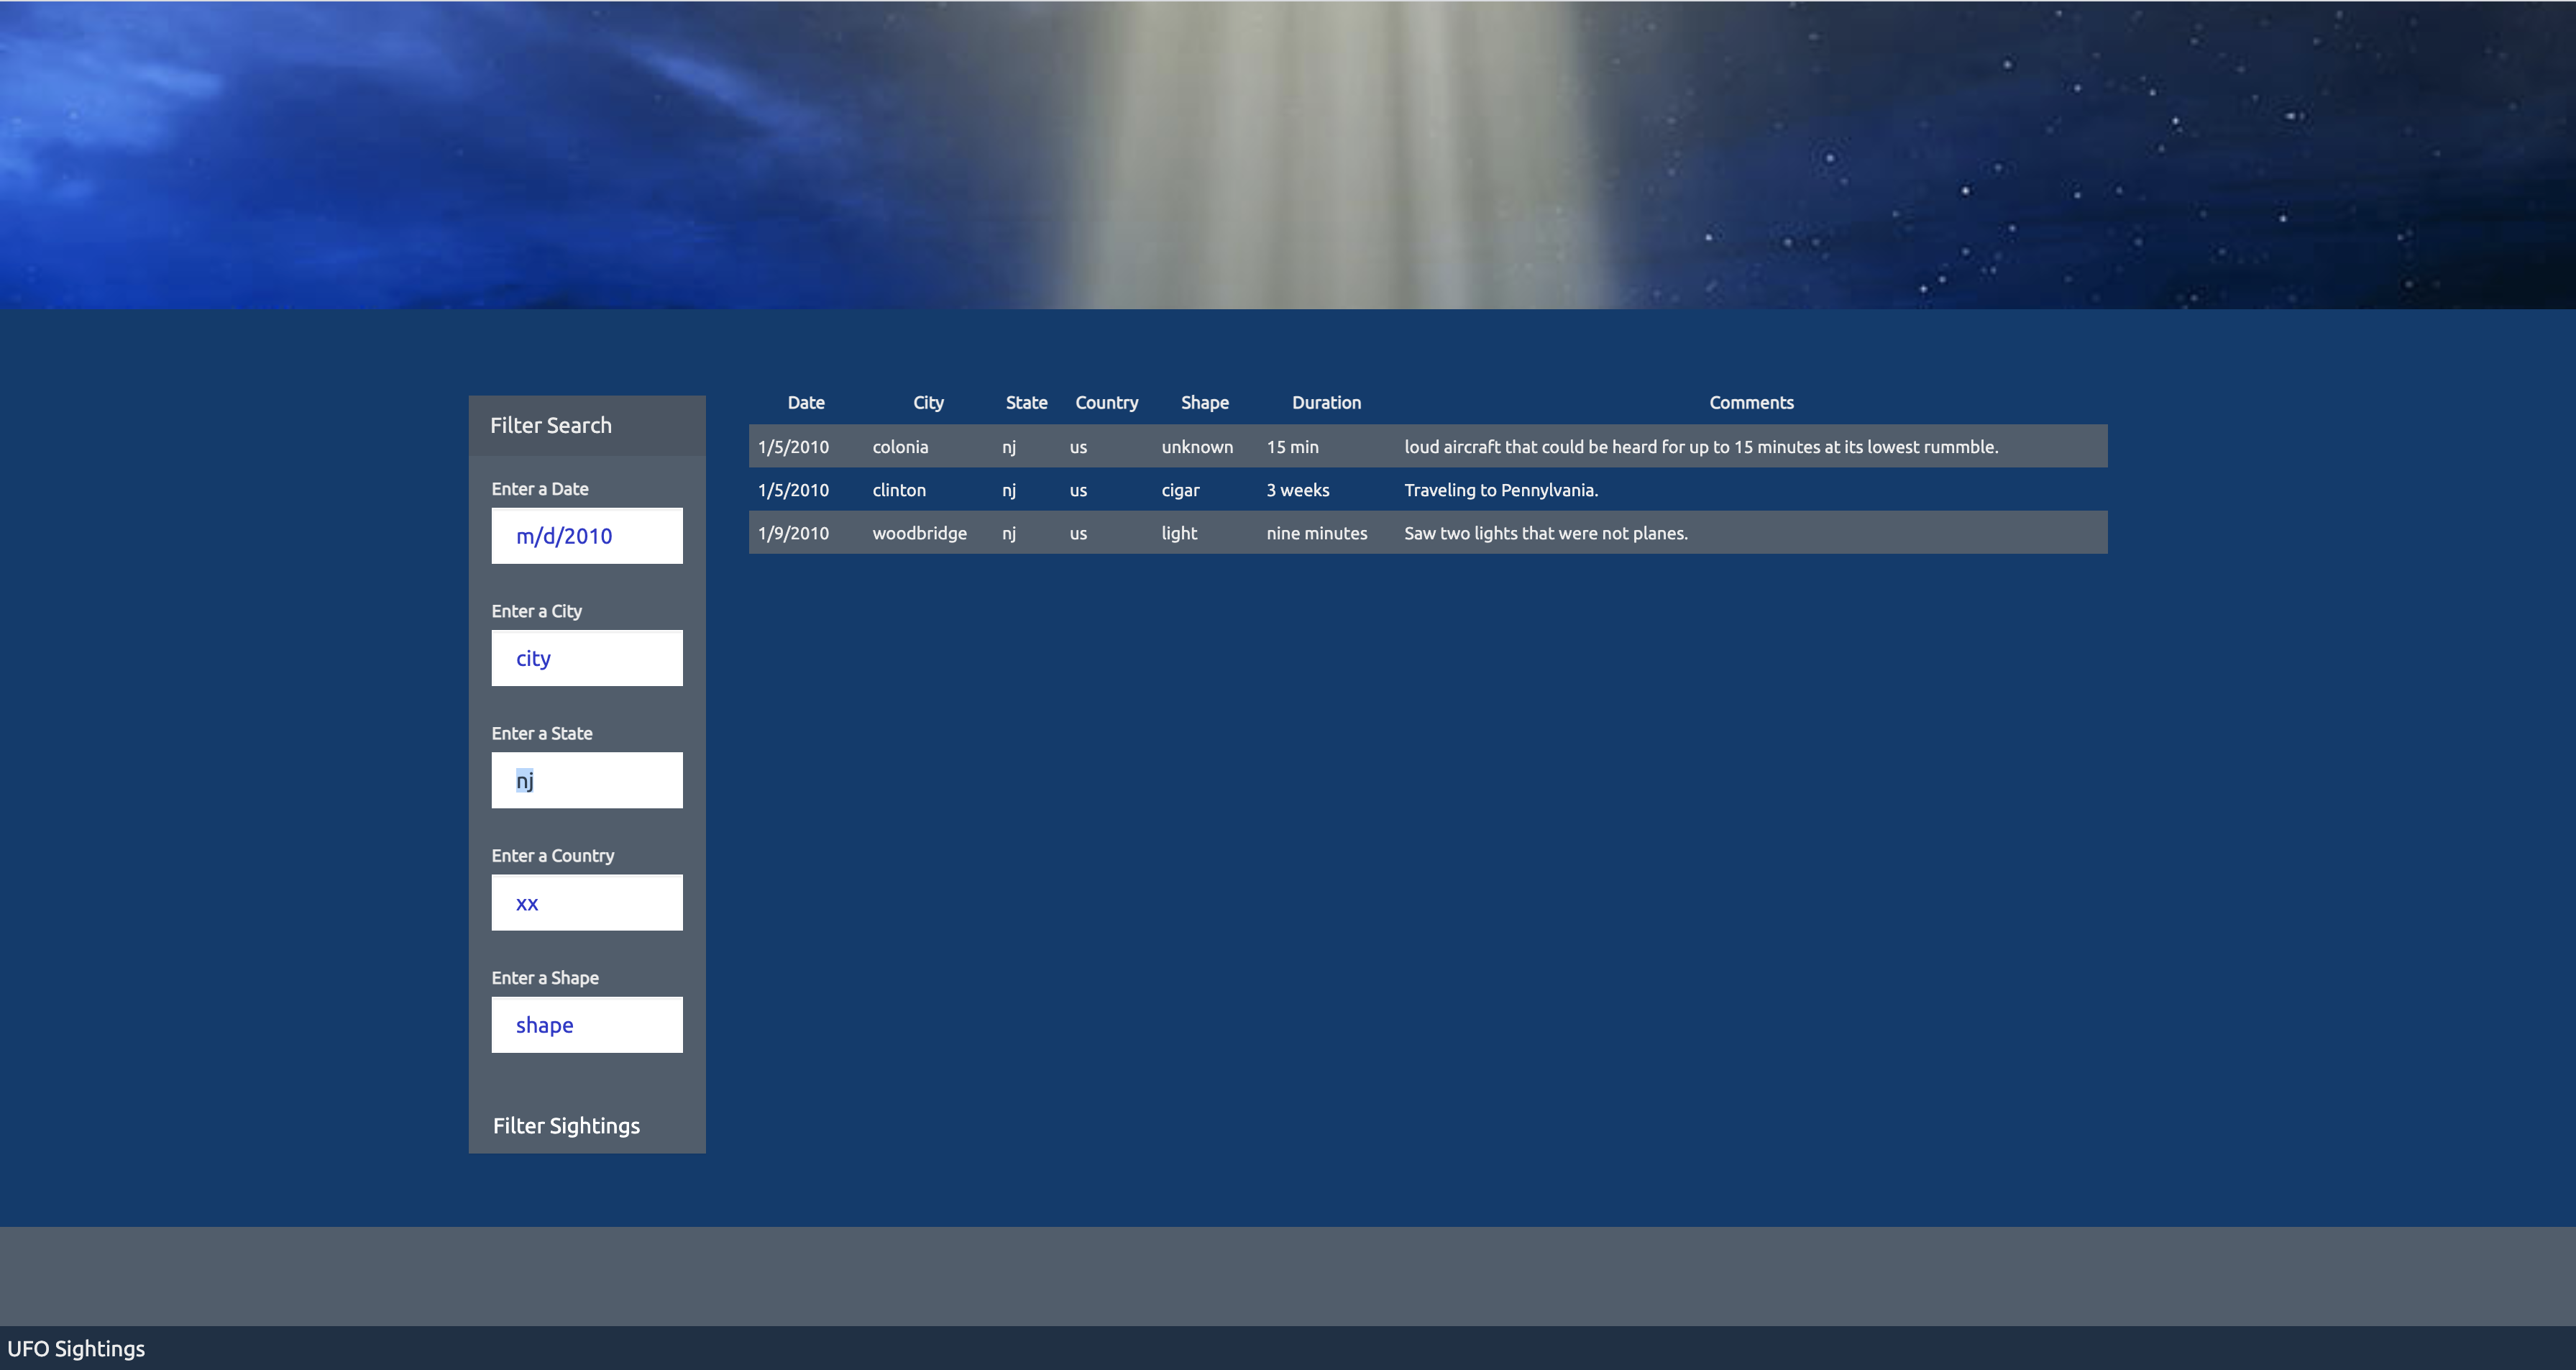 Filter Search
Enter a Date
m/d/2010
Enter a City
city
Enter a State
nj
Enter a Country
xx
Enter a Shape
shape
Filter Sightings
Date City State Country Shape Duration Comments
1/5/2010 colonia nj us unknown 15 min loud aircraft that could be heard for up to 15 minutes at its lowest rummble.
1/5/2010 clinton nj us cigar 3 weeks Traveling to Pennylvania.
1/9/2010 woodbridge nj us light nine minutes Saw two lights that were not planes.
UFO Sightings